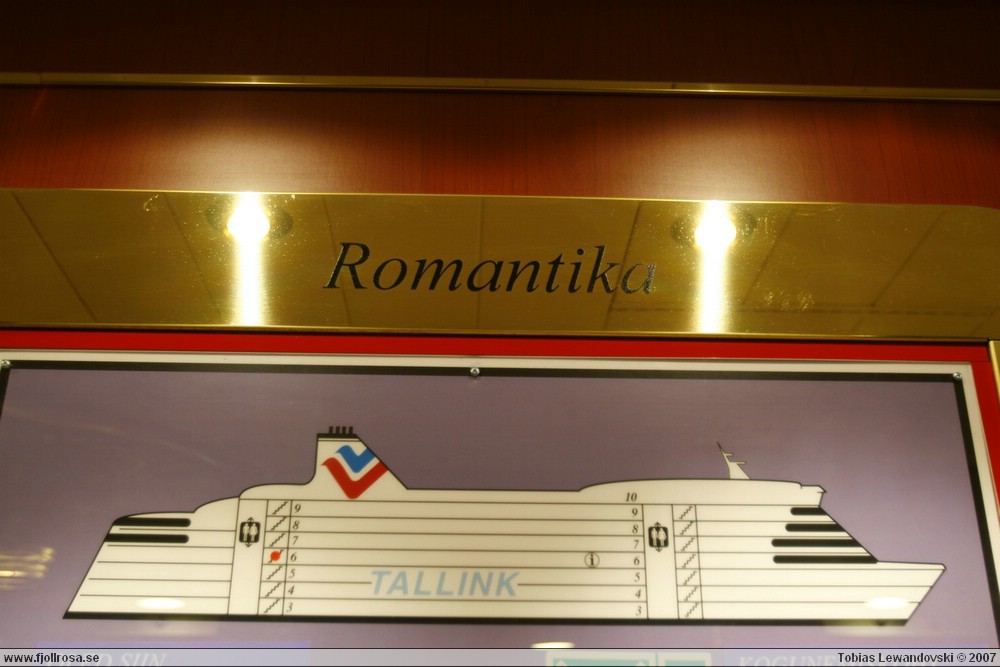 Romantika
10
9 9
8 8
7 7
6 i 6
5 5
TALLINK
4 4
3 3
www.fjollrosa.se
Tobias Lewandovski © 2007